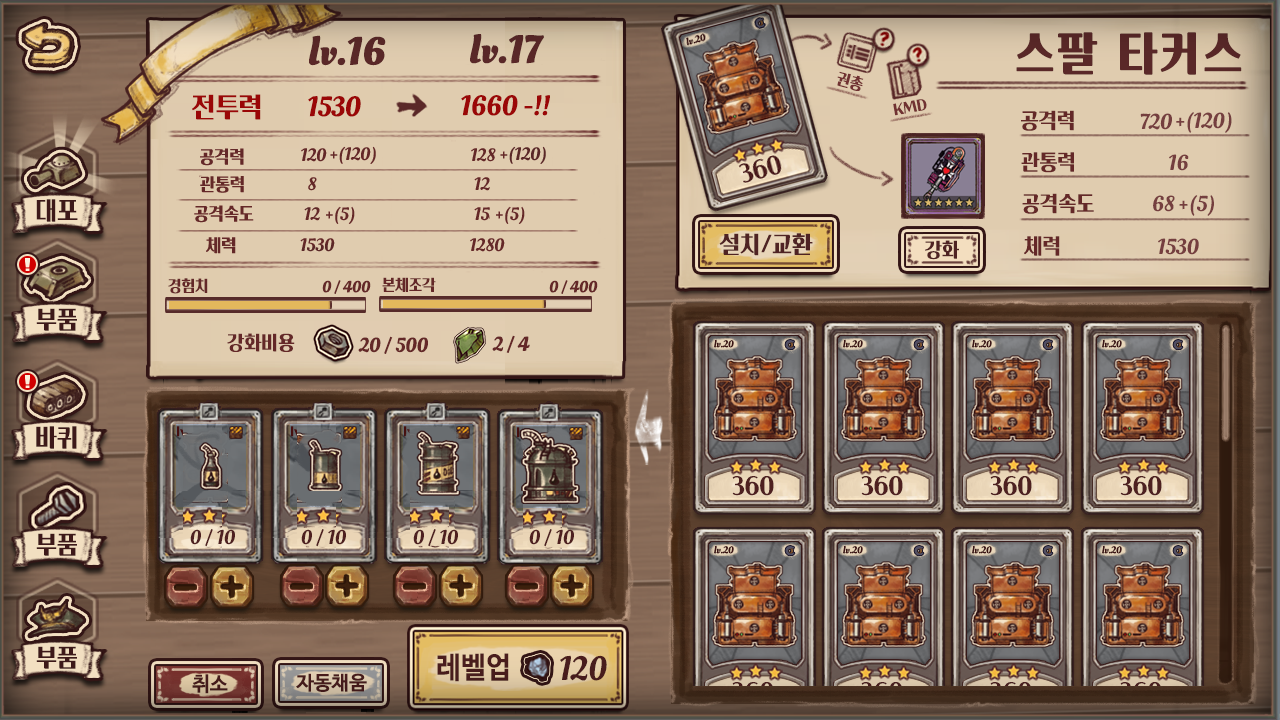 lv.16 lv.17
전투력 1530 1660 -!!
공격력 120 +(120) 128 +(120)
관통력 8 12
공격속도 12 +(5) 15 +(5)
체력 1530 1280
경험치 0 / 400 본체조각 0 / 400
강화비용 20 / 500 2 / 4
대포
!
부품
!
바퀴
부품
부품
0 / 10 0 / 10 0 / 10 0 / 10
취소
자동채움
레벨업 120
lv.20
360
?
권총
?
KMD
설치/교환
강화
스팔 타커스
공격력 720 +(120)
관통력 16
공격속도 68 +(5)
체력 1530
lv.20 lv.20 lv.20 lv.20
360 360 360 360
lv.20 lv.20 lv.20 lv.20
360 360 360 360